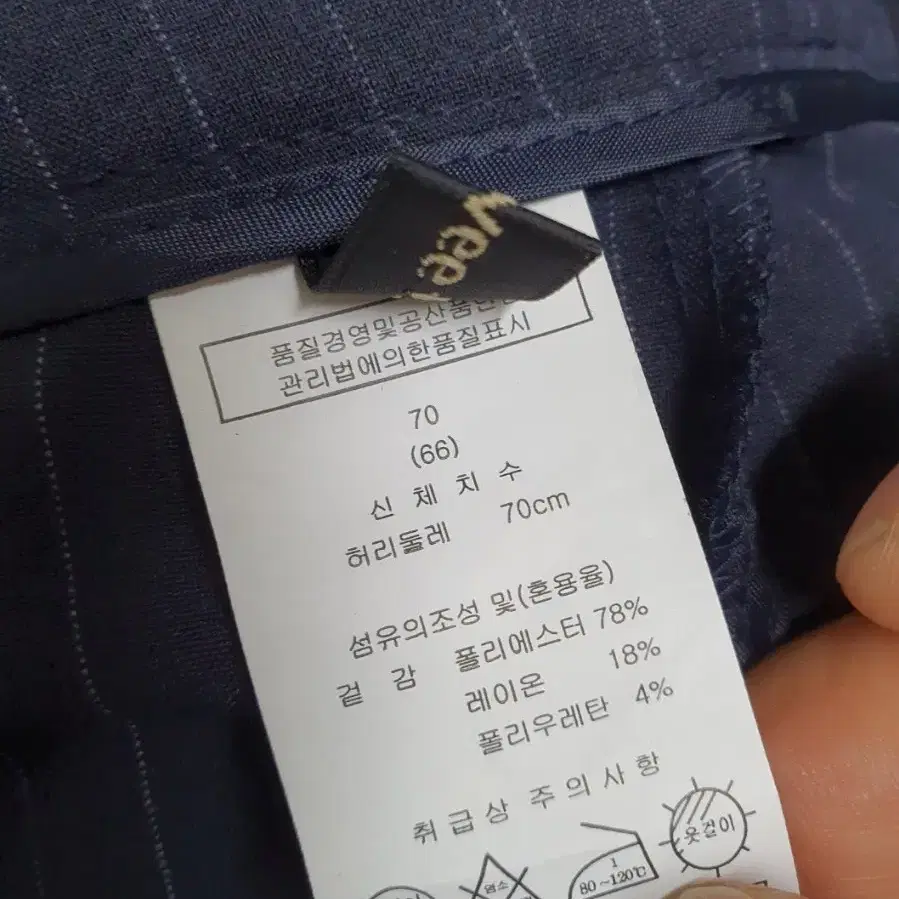 품질경영및공산품안전
관리법에의한품질표시
70
(66)
신 체 치 수
허리둘레 70cm
섬유의조성 및(혼용율)
겉 감 폴리에스터 78%
레이온 18%
폴리우레탄 4%
취급상 주의사항
옷걸이
염소
1
80~120℃